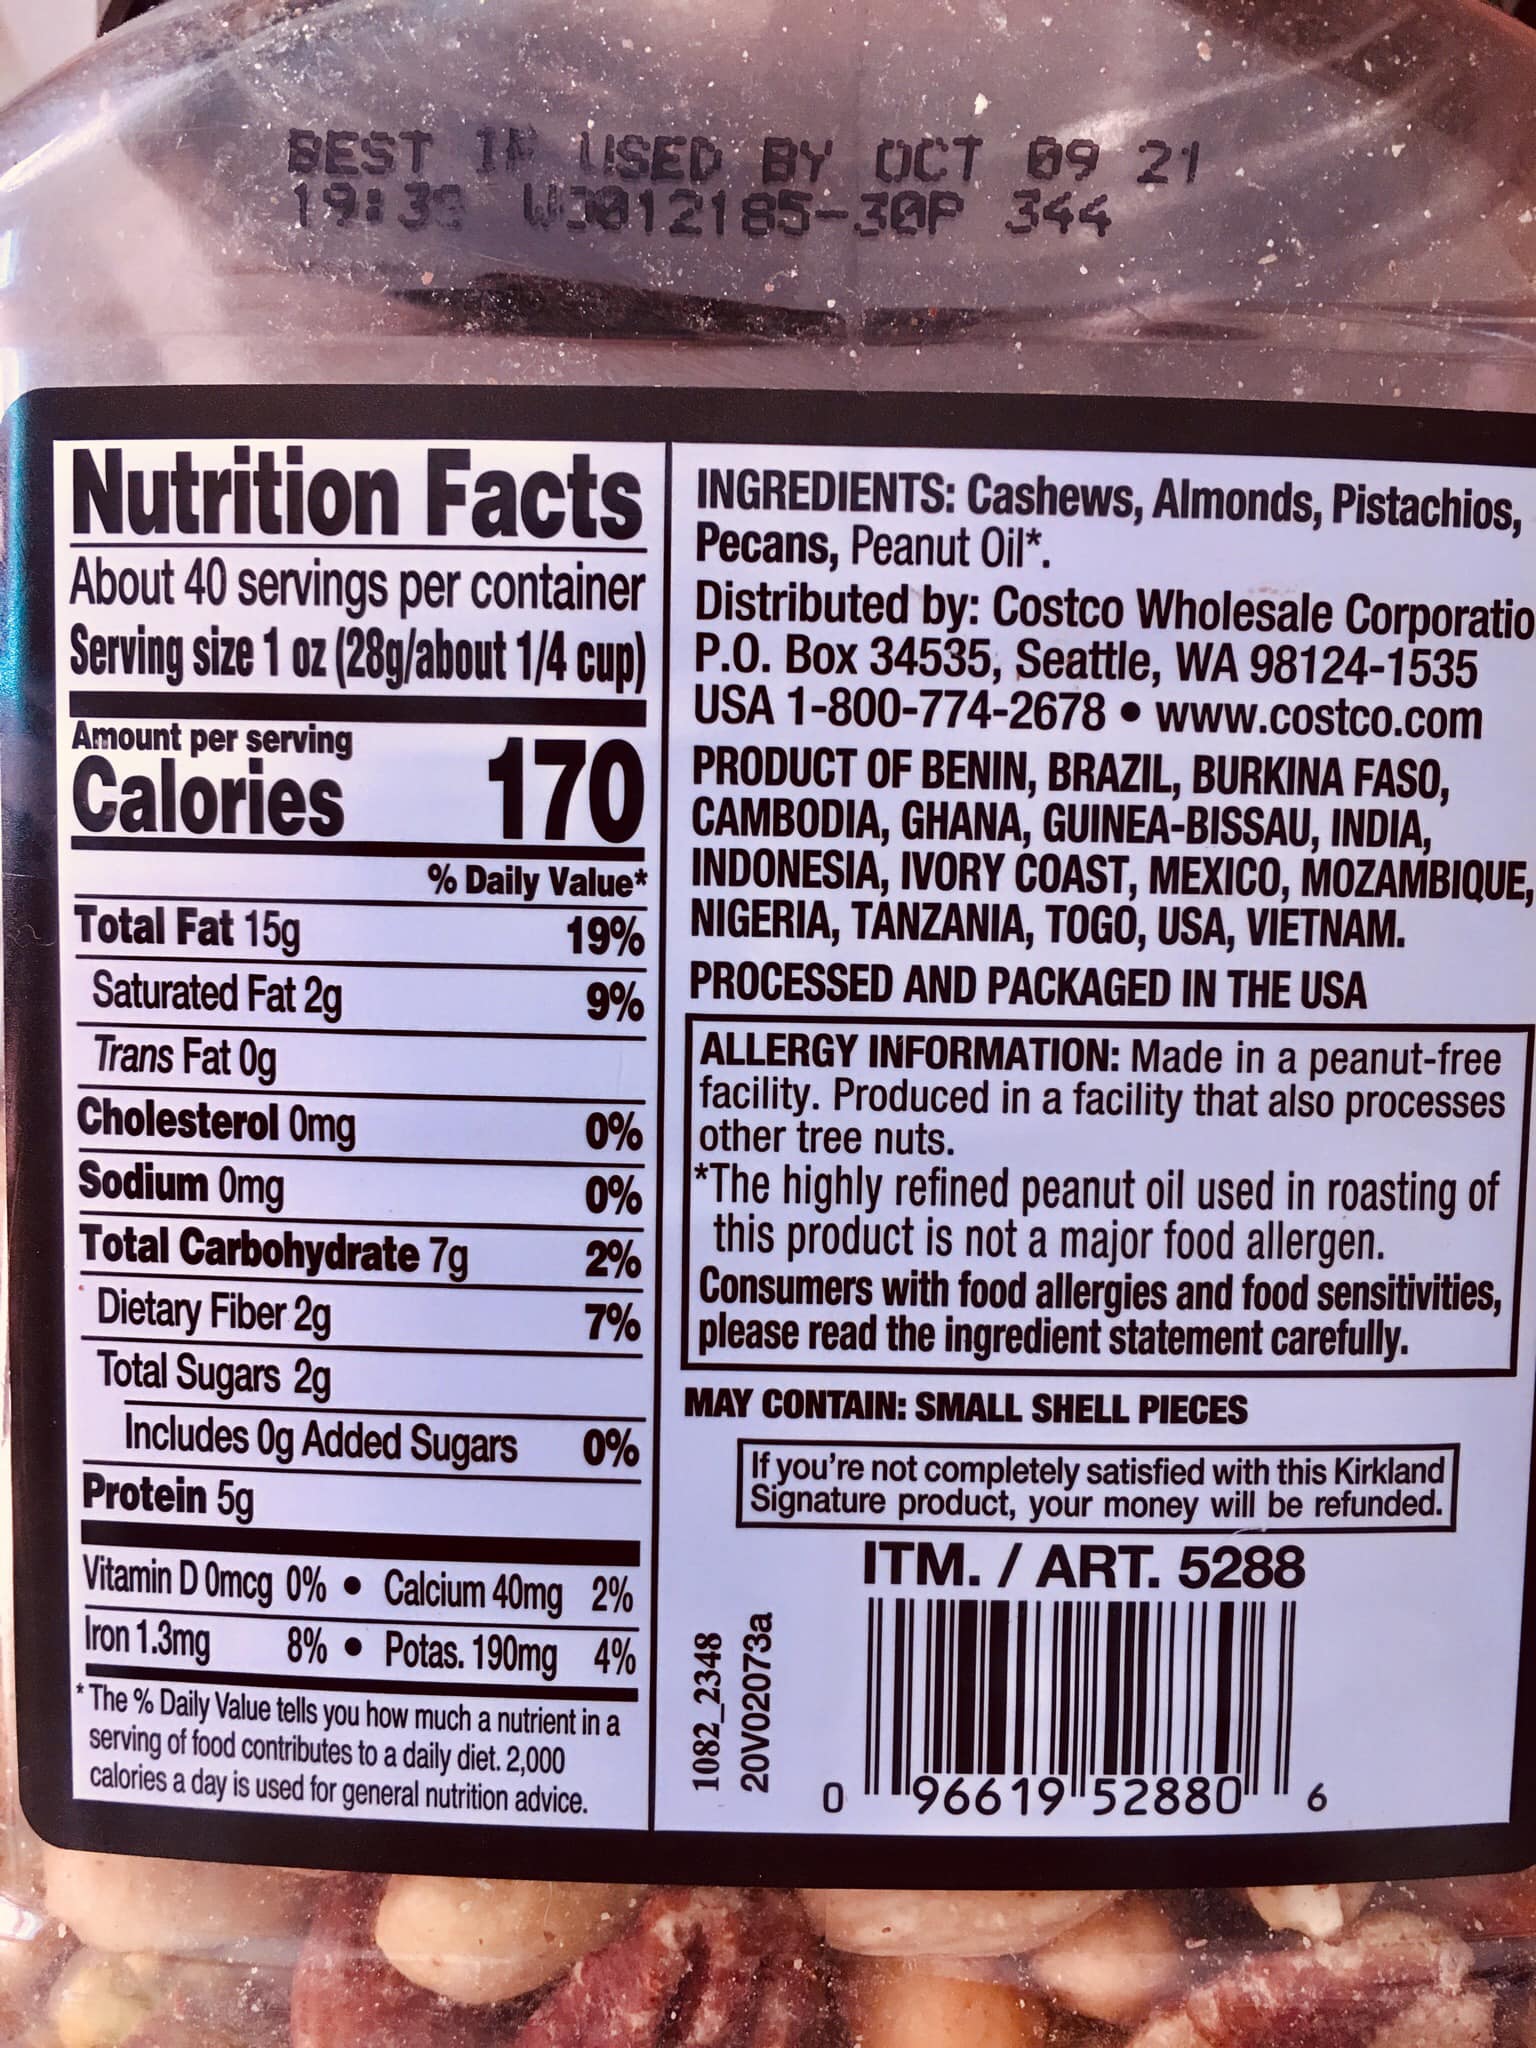 BEST IF USED BY OCT 09 21
19:38 WJ012185-30P 344
Nutrition Facts
About 40 servings per container
Serving size 1 oz (28g/about 1/4 cup)
Amount per serving
Calories 170
% Daily Value*
Total Fat 15g 19%
Saturated Fat 2g 9%
Trans Fat 0g
Cholesterol 0mg 0%
Sodium 0mg 0%
Total Carbohydrate 7g 2%
Dietary Fiber 2g 7%
Total Sugars 2g
Includes 0g Added Sugars 0%
Protein 5g
Vitamin D 0mcg 0% • Calcium 40mg 2%
Iron 1.3mg 8% • Potas. 190mg 4%
* The % Daily Value tells you how much a nutrient in a
serving of food contributes to a daily diet. 2,000
calories a day is used for general nutrition advice.
INGREDIENTS: Cashews, Almonds, Pistachios,
Pecans, Peanut Oil*.
Distributed by: Costco Wholesale Corporatio
P.O. Box 34535, Seattle, WA 98124-1535
USA 1-800-774-2678 • www.costco.com
PRODUCT OF BENIN, BRAZIL, BURKINA FASO,
CAMBODIA, GHANA, GUINEA-BISSAU, INDIA,
INDONESIA, IVORY COAST, MEXICO, MOZAMBIQUE,
NIGERIA, TANZANIA, TOGO, USA, VIETNAM.
PROCESSED AND PACKAGED IN THE USA
ALLERGY INFORMATION: Made in a peanut-free
facility. Produced in a facility that also processes
other tree nuts.
*The highly refined peanut oil used in roasting of
this product is not a major food allergen.
Consumers with food allergies and food sensitivities,
please read the ingredient statement carefully.
MAY CONTAIN: SMALL SHELL PIECES
If you're not completely satisfied with this Kirkland
Signature product, your money will be refunded.
ITM. / ART. 5288
1082_2348
20V02073a
0 96619 52880 6